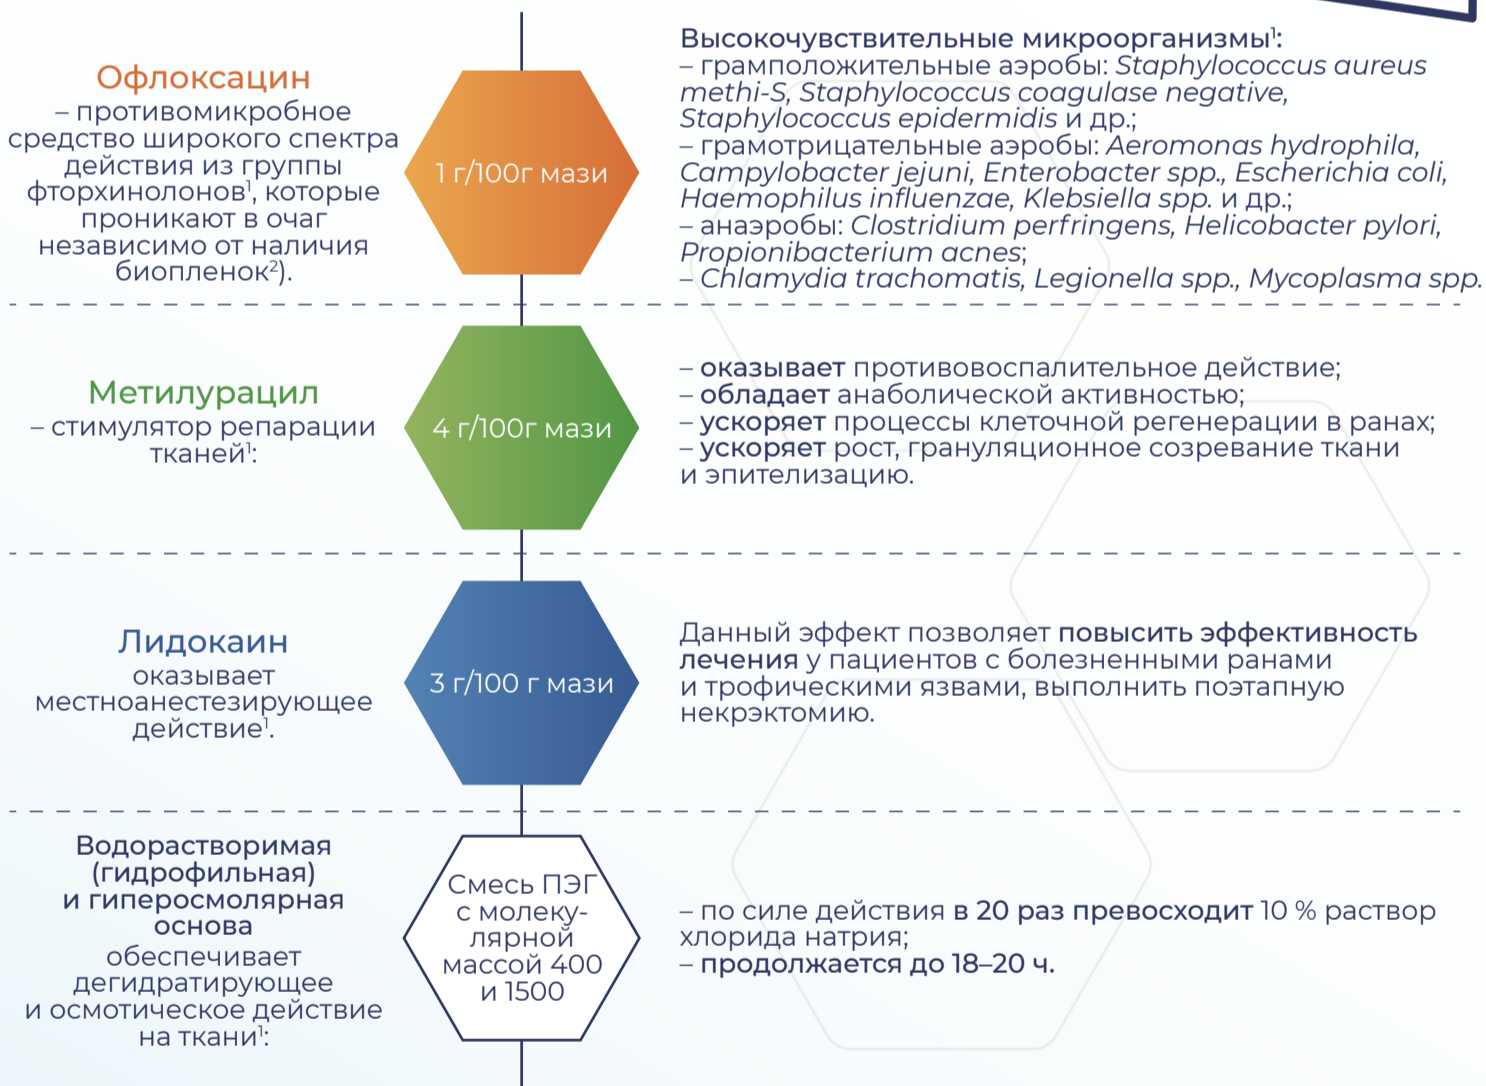 Офлоксацин
– противомикробное
средство широкого спектра
действия из группы
фторхинолонов¹, которые
проникают в очаг
независимо от наличия
биопленок²).
1 г/100г мази
Высокочувствительные микроорганизмы¹:
– грамположительные аэробы: Staphylococcus aureus
methi-S, Staphylococcus coagulase negative,
Staphylococcus epidermidis и др.;
– грамотрицательные аэробы: Aeromonas hydrophila,
Campylobacter jejuni, Enterobacter spp., Escherichia coli,
Haemophilus influenzae, Klebsiella spp. и др.;
– анаэробы: Clostridium perfringens, Helicobacter pylori,
Propionibacterium acnes;
– Chlamydia trachomatis, Legionella spp., Mycoplasma spp.
Метилурацил
– стимулятор репарации
тканей¹:
4 г/100г мази
– оказывает противовоспалительное действие;
– обладает анаболической активностью;
– ускоряет процессы клеточной регенерации в ранах;
– ускоряет рост, грануляционное созревание ткани
и эпителизацию.
Лидокаин
оказывает
местноанестезирующее
действие¹.
3 г/100 г мази
Данный эффект позволяет повысить эффективность
лечения у пациентов с болезненными ранами
и трофическими язвами, выполнить поэтапную
некрэктомию.
Водорастворимая
(гидрофильная)
и гиперосмолярная
основа
обеспечивает
дегидратирующее
и осмотическое действие
на ткани¹:
Смесь ПЭГ
с молеку-
лярной
массой 400
и 1500
– по силе действия в 20 раз превосходит 10 % раствор
хлорида натрия;
– продолжается до 18–20 ч.